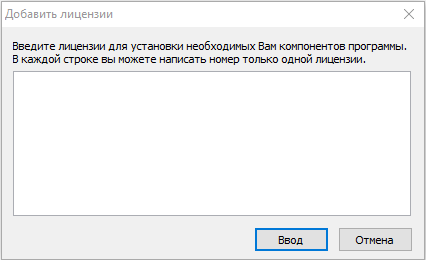 Добавить лицензии
Введите лицензии для установки необходимых Вам компонентов программы.
В каждой строке вы можете написать номер только одной лицензии.
Ввод
Отмена